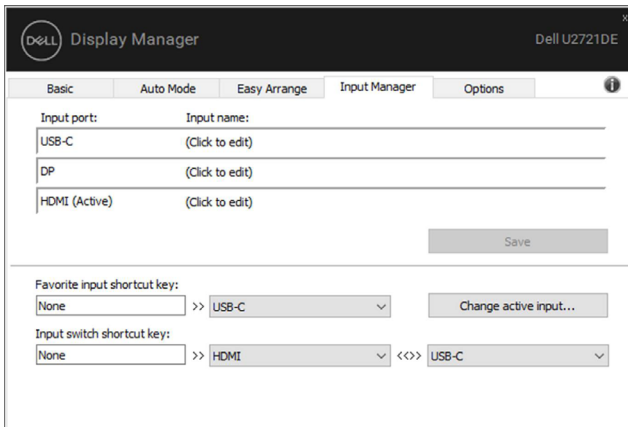 DELL Display Manager Dell U2721DE
x
Basic Auto Mode Easy Arrange Input Manager Options i
Input port: Input name:
USB-C (Click to edit)
DP (Click to edit)
HDMI (Active) (Click to edit)
Save
Favorite input shortcut key:
None >> USB-C Change active input...
Input switch shortcut key:
None >> HDMI <<>> USB-C